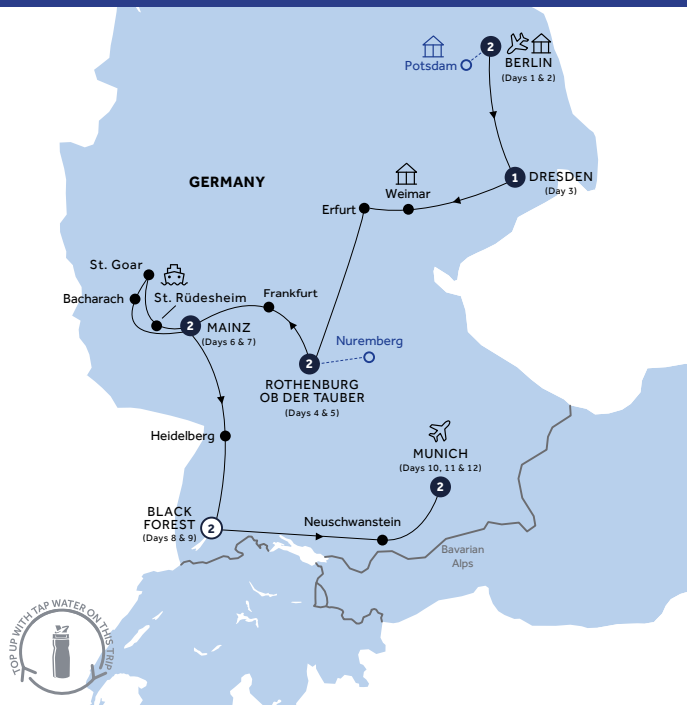 2
BERLIN
(Days 1 & 2)
Potsdam
1
DRESDEN
(Day 3)
GERMANY
Weimar
Erfurt
St. Goar
Bacharach
St. Rüdesheim
Frankfurt
2
MAINZ
(Days 6 & 7)
Nuremberg
2
ROTHENBURG
OB DER TAUBER
(Days 4 & 5)
Heidelberg
MUNICH
(Days 10, 11 & 12)
2
BLACK
FOREST
(Days 8 & 9)
2
Neuschwanstein
Bavarian
Alps
TOP UP WITH TAP WATER ON THIS TRIP